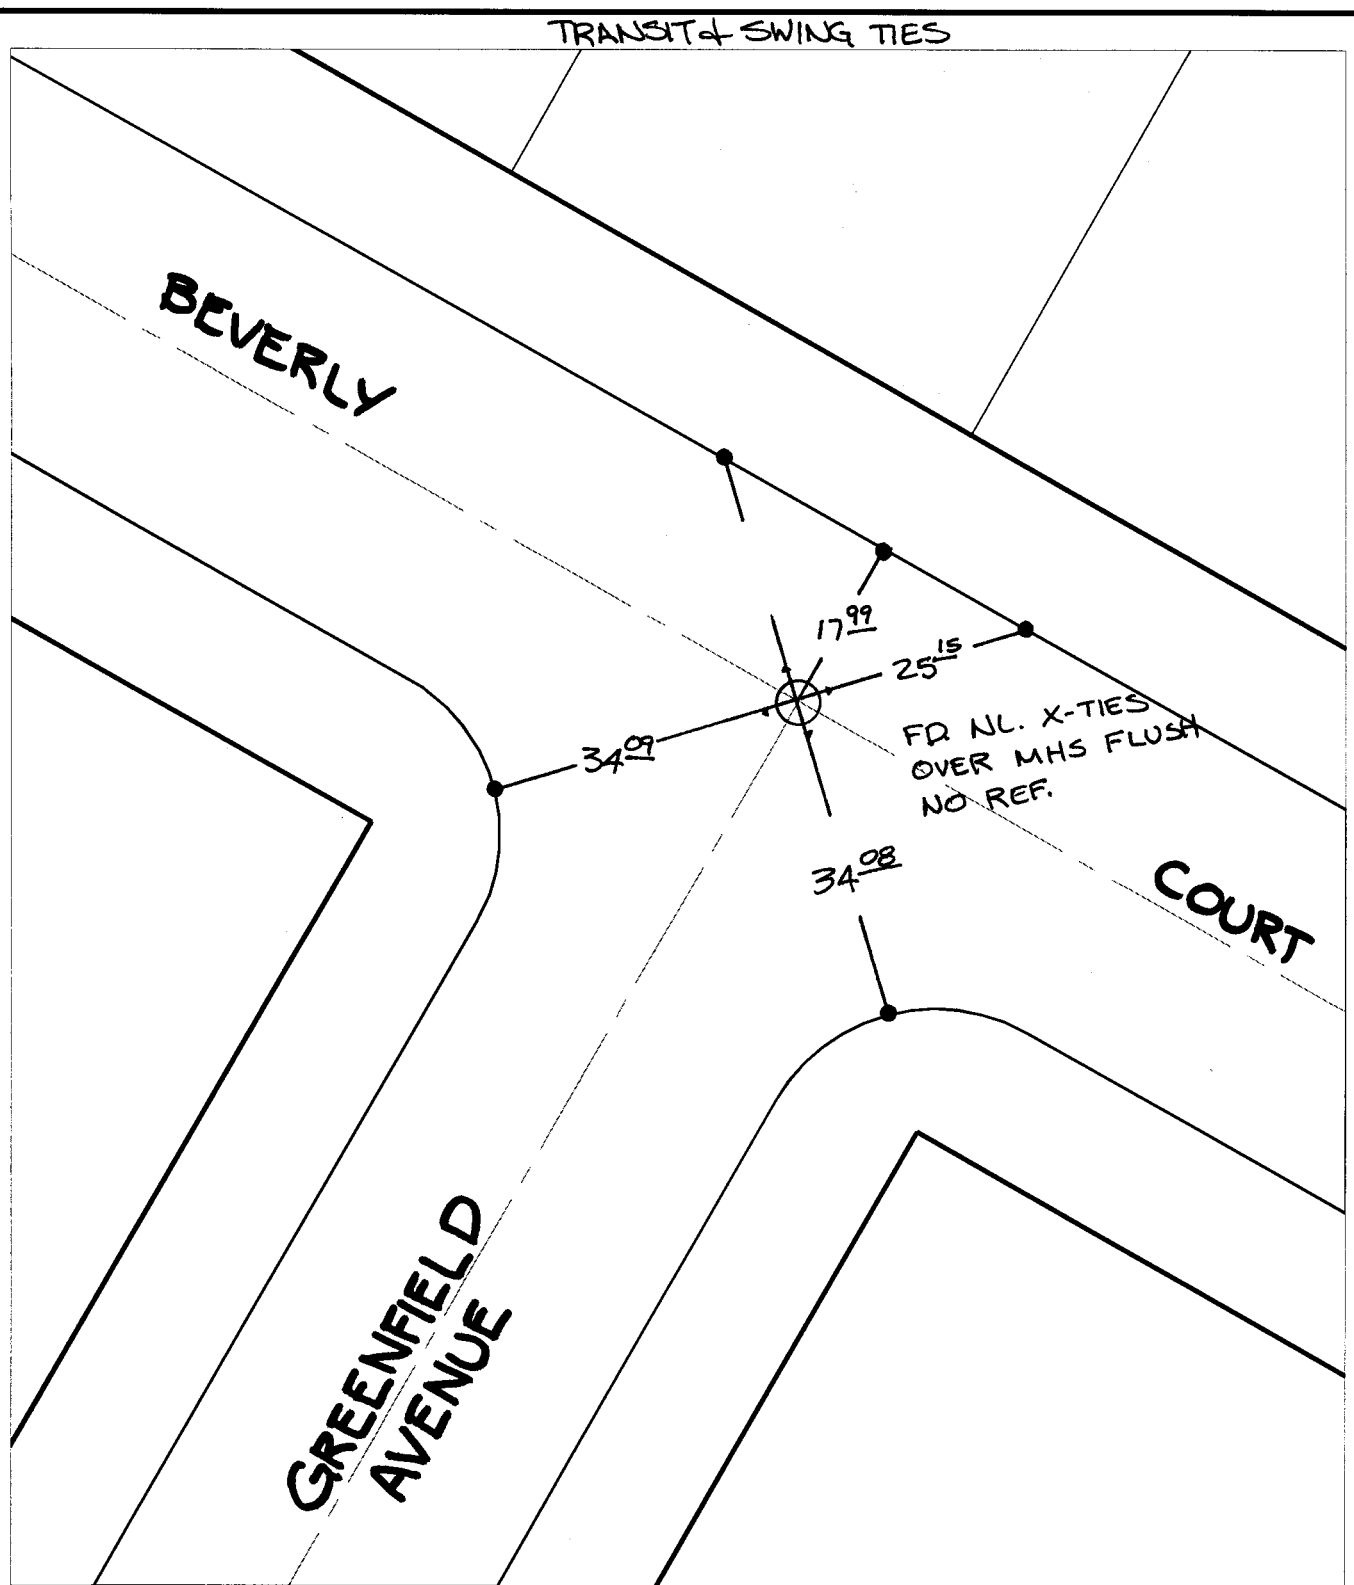 TRANSIT & SWING TIES
BEVERLY
17 99
25 15
34 09
FD. NL. X-TIES
OVER MHS FLUSH
NO REF.
34 08
COURT
GREENFIELD
AVENUE